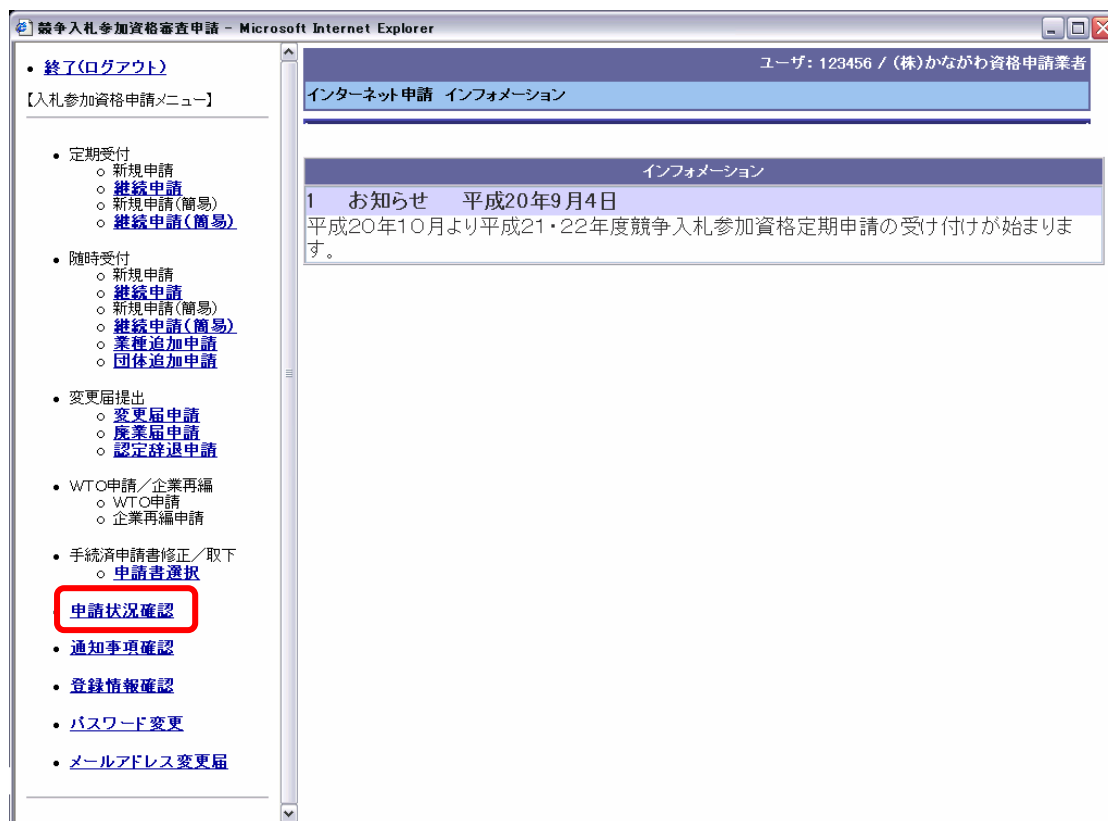 競争入札参加資格審査申請 - Microsoft Internet Explorer
終了(ログアウト)
【入札参加資格申請メニュー】
定期受付
新規申請
継続申請
新規申請(簡易)
継続申請(簡易)
随時受付
新規申請
継続申請
新規申請(簡易)
継続申請(簡易)
業種追加申請
団体追加申請
変更届提出
変更届申請
廃業届申請
認定辞退申請
WTO申請／企業再編
WTO申請
企業再編申請
手続済申請書修正／取下
申請書選択
申請状況確認
通知事項確認
登録情報確認
パスワード変更
メールアドレス変更届
ユーザ: 123456 / (株)かながわ資格申請業者
インターネット申請 インフォメーション
インフォメーション
1 お知らせ 平成20年9月4日
平成２０年１０月より平成21・22年度競争入札参加資格定期申請の受け付けが始まりま
す。